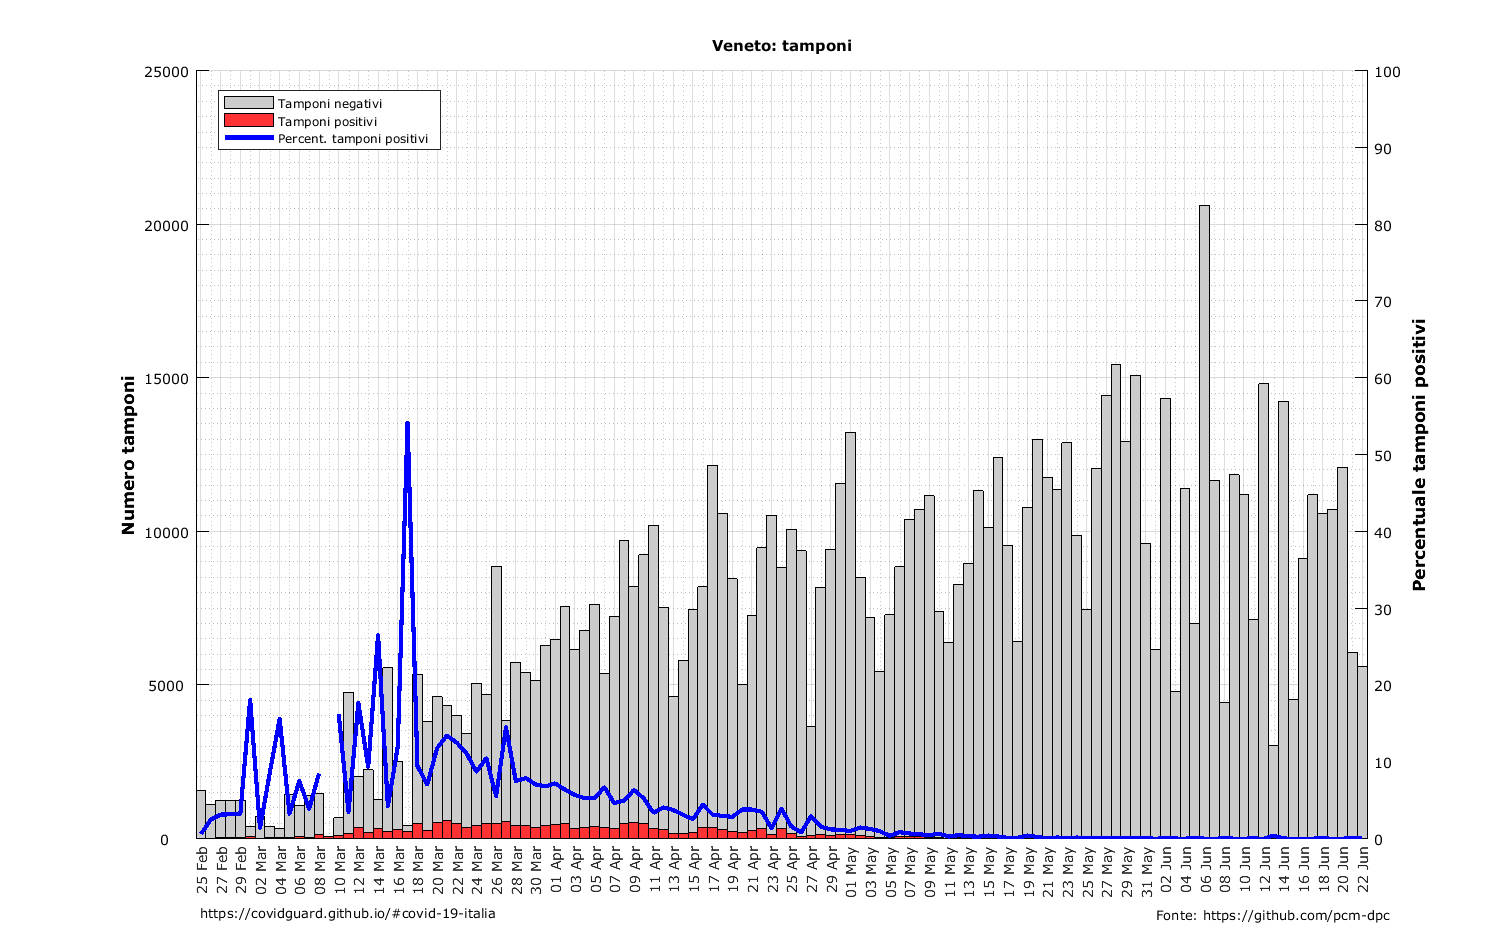 Veneto: tamponi
Tamponi negativi
Tamponi positivi
Percent. tamponi positivi
Numero tamponi
25000
20000
15000
10000
5000
0
Percentuale tamponi positivi
100
90
80
70
60
50
40
30
20
10
0
25 Feb
27 Feb
29 Feb
02 Mar
04 Mar
06 Mar
08 Mar
10 Mar
12 Mar
14 Mar
16 Mar
18 Mar
20 Mar
22 Mar
24 Mar
26 Mar
28 Mar
30 Mar
01 Apr
03 Apr
05 Apr
07 Apr
09 Apr
11 Apr
13 Apr
15 Apr
17 Apr
19 Apr
21 Apr
23 Apr
25 Apr
27 Apr
29 Apr
01 May
03 May
05 May
07 May
09 May
11 May
13 May
15 May
17 May
19 May
21 May
23 May
25 May
27 May
29 May
31 May
02 Jun
04 Jun
06 Jun
08 Jun
10 Jun
12 Jun
14 Jun
16 Jun
18 Jun
20 Jun
22 Jun
https://covidguard.github.io/#covid-19-italia
Fonte: https://github.com/pcm-dpc